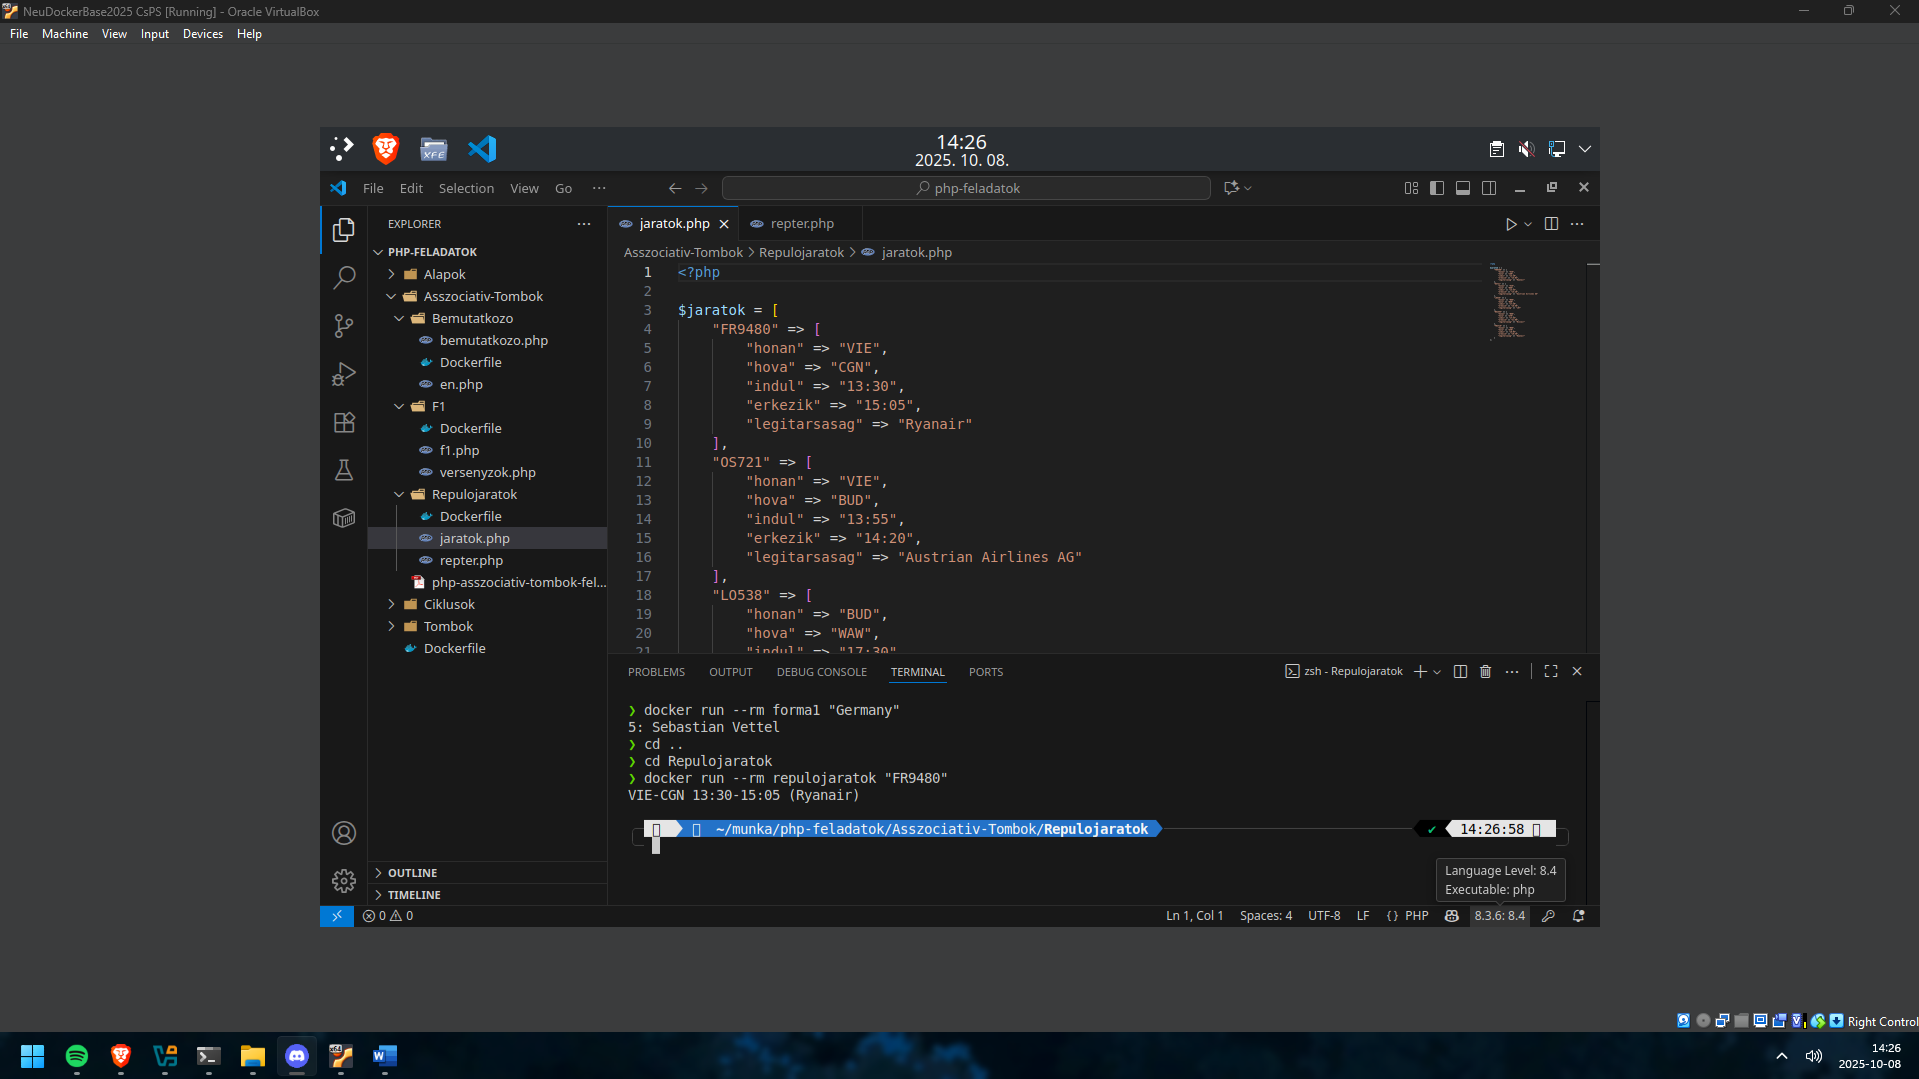 NeuDockerBase2025 CsPS [Running] - Oracle VirtualBox
File Machine View Input Devices Help
14:26
2025. 10. 08.
XFE
File Edit Selection View Go ···
php-feladatok
EXPLORER
jaratok.php
repter.php
PHP-FELADATOK
Alapok
Asszociativ-Tombok
Bemutatkozo
bemutatkozo.php
Dockerfile
en.php
F1
Dockerfile
f1.php
versenyzok.php
Repulojaratok
Dockerfile
jaratok.php
repter.php
php-asszociativ-tombok-fel...
Ciklusok
Tombok
Dockerfile
OUTLINE
TIMELINE
Asszociativ-Tombok > Repulojaratok > jaratok.php
1 <?php
2
3 $jaratok = [
4 "FR9480" => [
5 "honan" => "VIE",
6 "hova" => "CGN",
7 "indul" => "13:30",
8 "erkezik" => "15:05",
9 "legitarsasag" => "Ryanair"
10 ],
11 "OS721" => [
12 "honan" => "VIE",
13 "hova" => "BUD",
14 "indul" => "13:55",
15 "erkezik" => "14:20",
16 "legitarsasag" => "Austrian Airlines AG"
17 ],
18 "LO538" => [
19 "honan" => "BUD",
20 "hova" => "WAW",
21 "indul" => "17:30"
PROBLEMS OUTPUT DEBUG CONSOLE TERMINAL PORTS
zsh - Repulojaratok
❯ docker run --rm forma1 "Germany"
5: Sebastian Vettel
❯ cd ..
❯ cd Repulojaratok
❯ docker run --rm repulojaratok "FR9480"
VIE-CGN 13:30-15:05 (Ryanair)
~/munka/php-feladatok/Asszociativ-Tombok/Repulojaratok
✔ 14:26:58
Language Level: 8.4
Executable: php
0 0
Ln 1, Col 1 Spaces: 4 UTF-8 LF {} PHP 8.3.6: 8.4
Right Control
14:26
2025-10-08